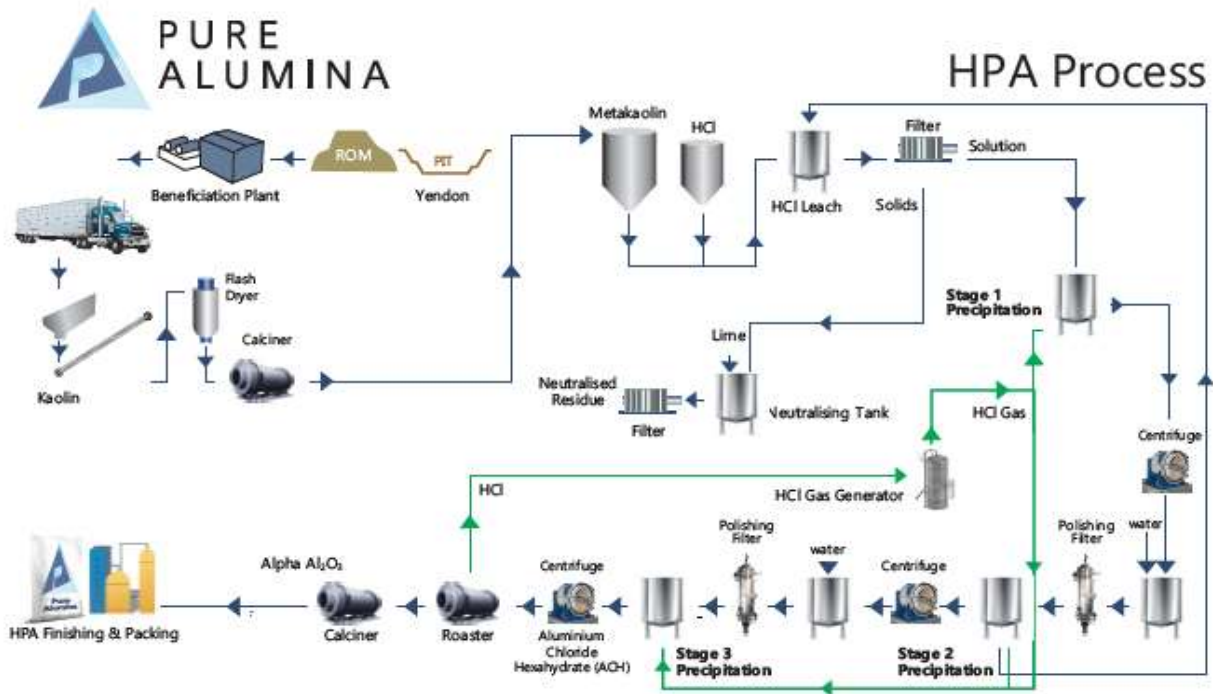 PURE
ALUMINA
HPA Process
Metakaolin
HCl
Filter
Solution
ROM
PIT
Beneficiation Plant
Yendon
HCl Leach
Solids
Flash
Dryer
Stage 1
Precipitation
Calciner
Lime
Kaolin
Neutralised
Residue
Neutralising Tank
HCl Gas
Filter
Centrifuge
HCl
HCl Gas Generator
Polishing
Filter
water
Centrifuge
Polishing
Filter
water
Alpha Al₂O₃
Centrifuge
Pure
Alumina
HPA Finishing & Packing
Calciner
Roaster
Aluminium
Chloride
Hexahydrate (ACH)
Stage 3
Precipitation
Stage 2
Precipitation